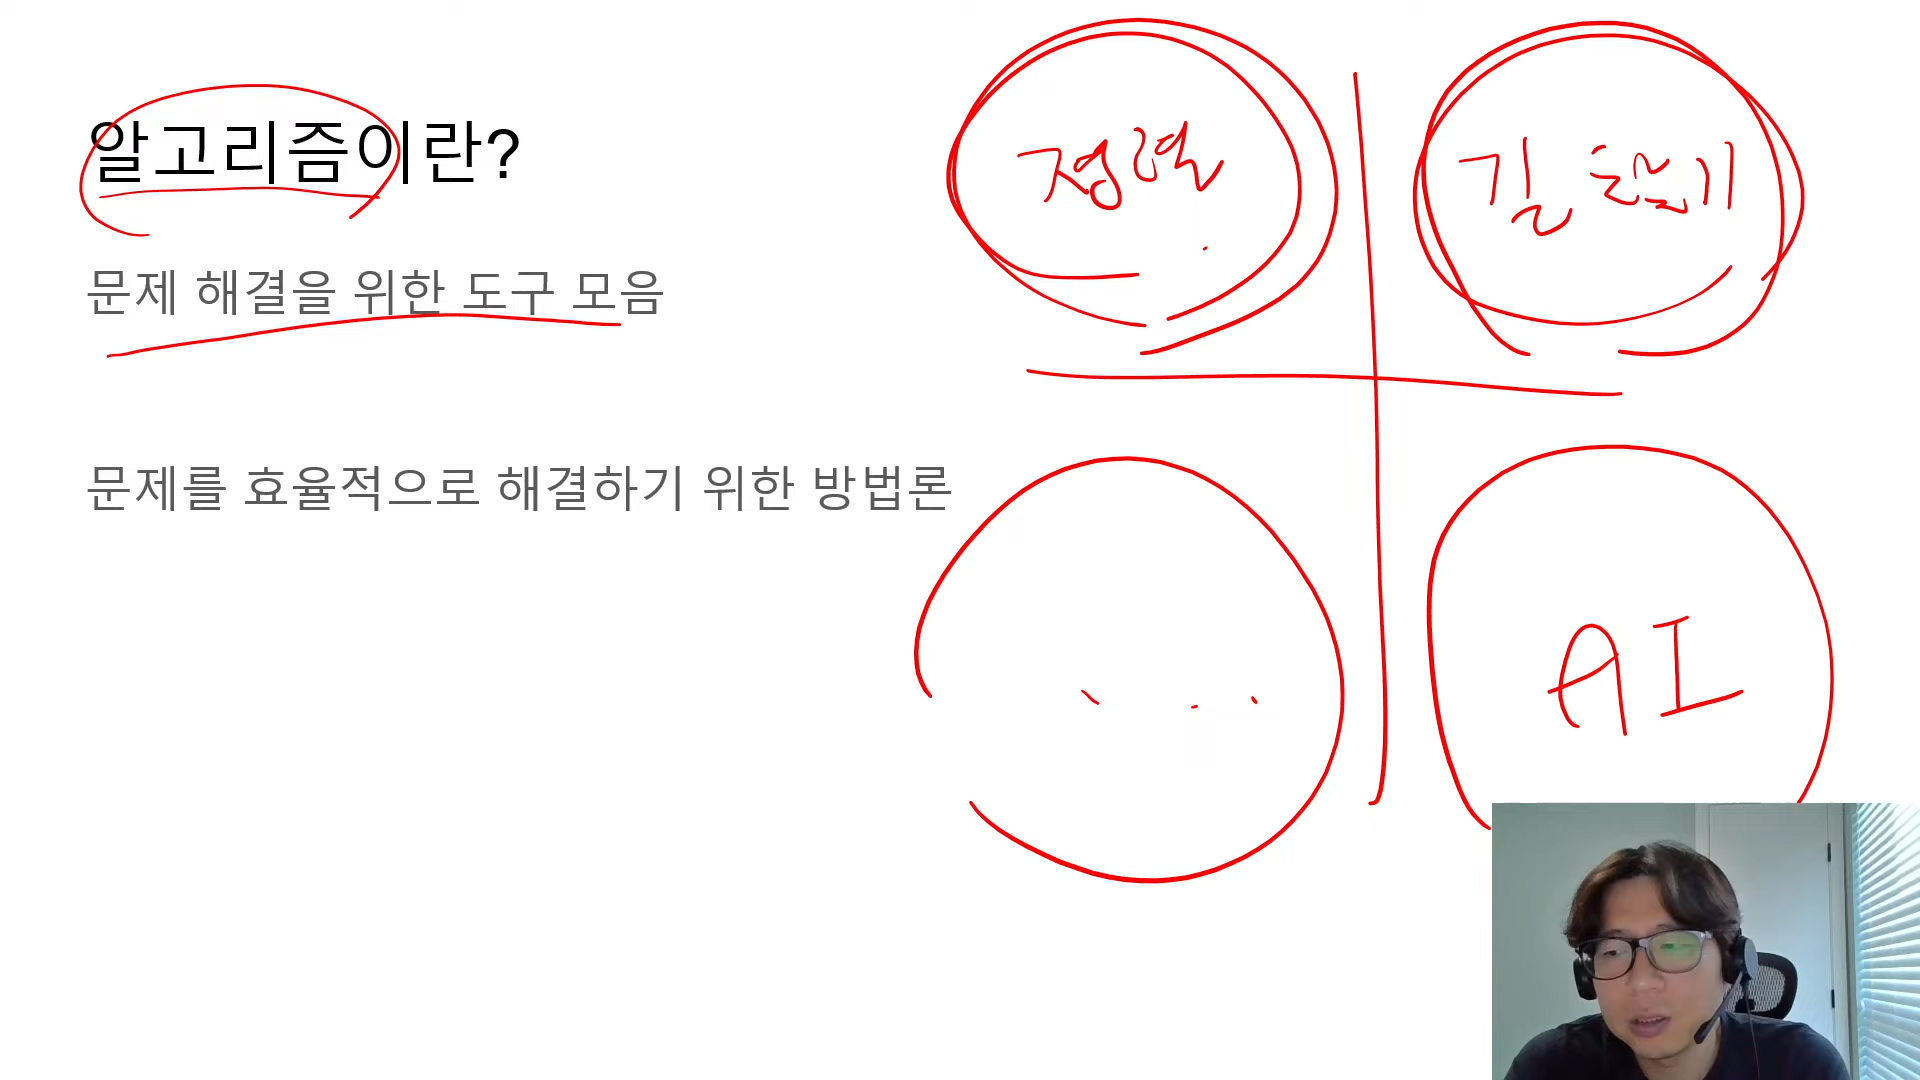 알고리즘이란?
문제 해결을 위한 도구 모음
문제를 효율적으로 해결하기 위한 방법론
정렬
길 찾기
...
AI